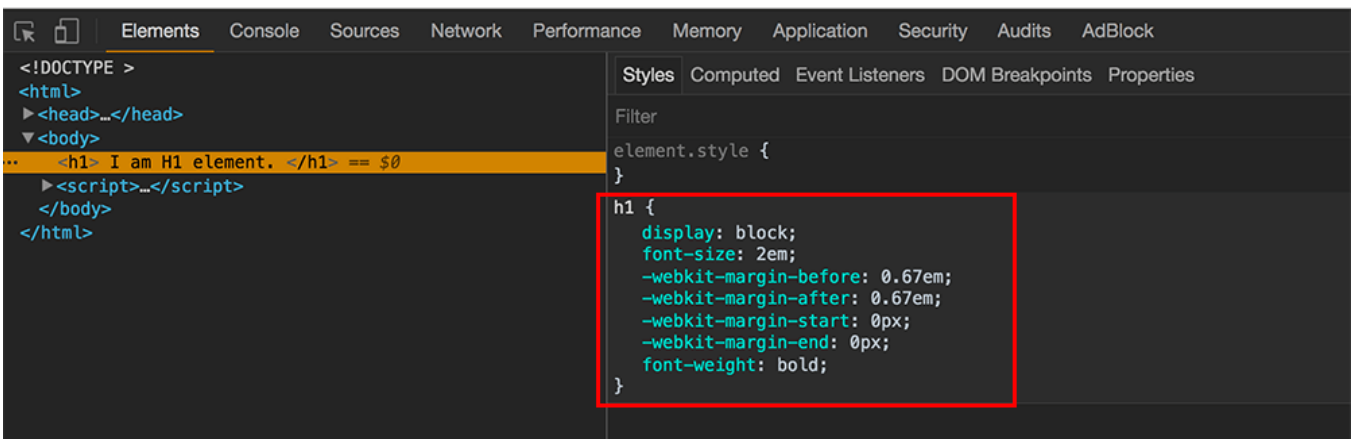 Elements Console Sources Network Performance Memory Application Security Audits AdBlock
<!DOCTYPE >
<html>
▶<head>…</head>
▼<body>
… <h1> I am H1 element. </h1> == $0
▶<script>…</script>
</body>
</html>
Styles Computed Event Listeners DOM Breakpoints Properties
Filter
element.style {
}
h1 {
display: block;
font-size: 2em;
-webkit-margin-before: 0.67em;
-webkit-margin-after: 0.67em;
-webkit-margin-start: 0px;
-webkit-margin-end: 0px;
font-weight: bold;
}